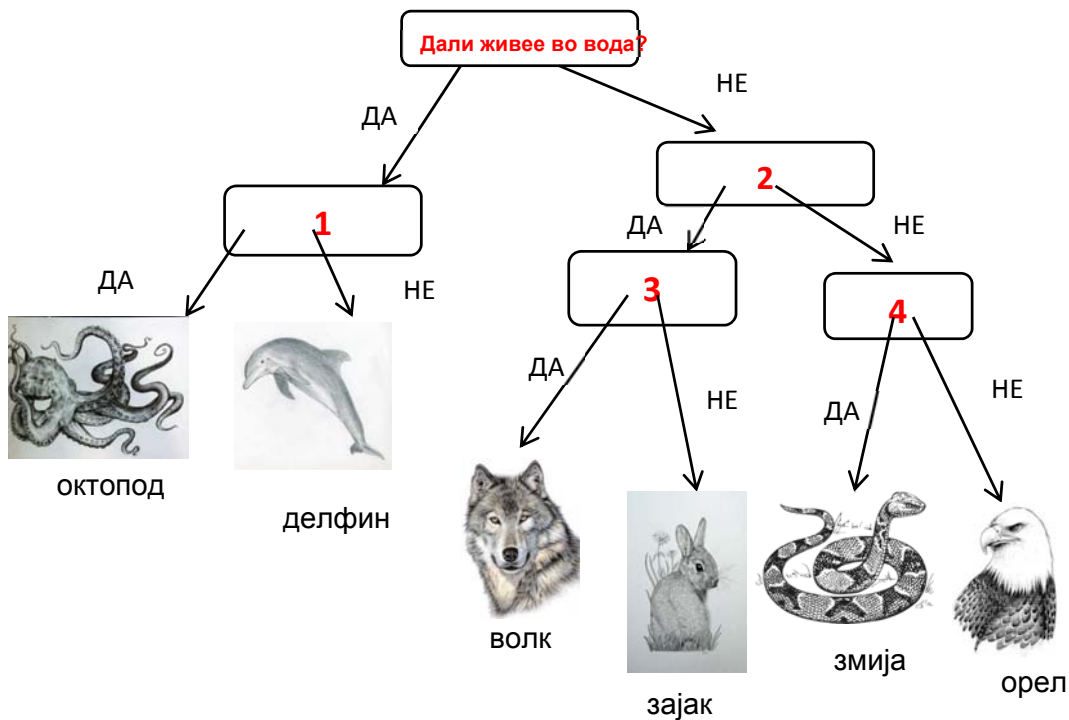 Дали живее во вода?
НЕ
ДА
2
1
НЕ
ДА
3
ДА
НЕ
4
ДА
НЕ
НЕ
ДА
октопод
делфин
волк
змија
орел
зајак